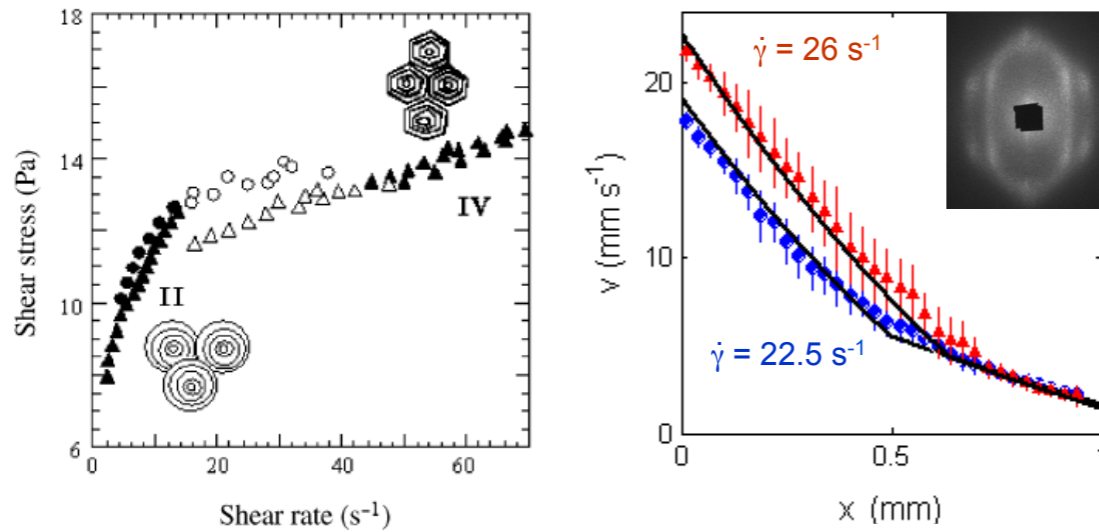 18
14
10
6
0
20
40
60
Shear stress (Pa)
Shear rate (s⁻¹)
II
IV
20
10
0
0
0.5
1
v (mm s⁻¹)
x (mm)
γ̇ = 26 s⁻¹
γ̇ = 22.5 s⁻¹